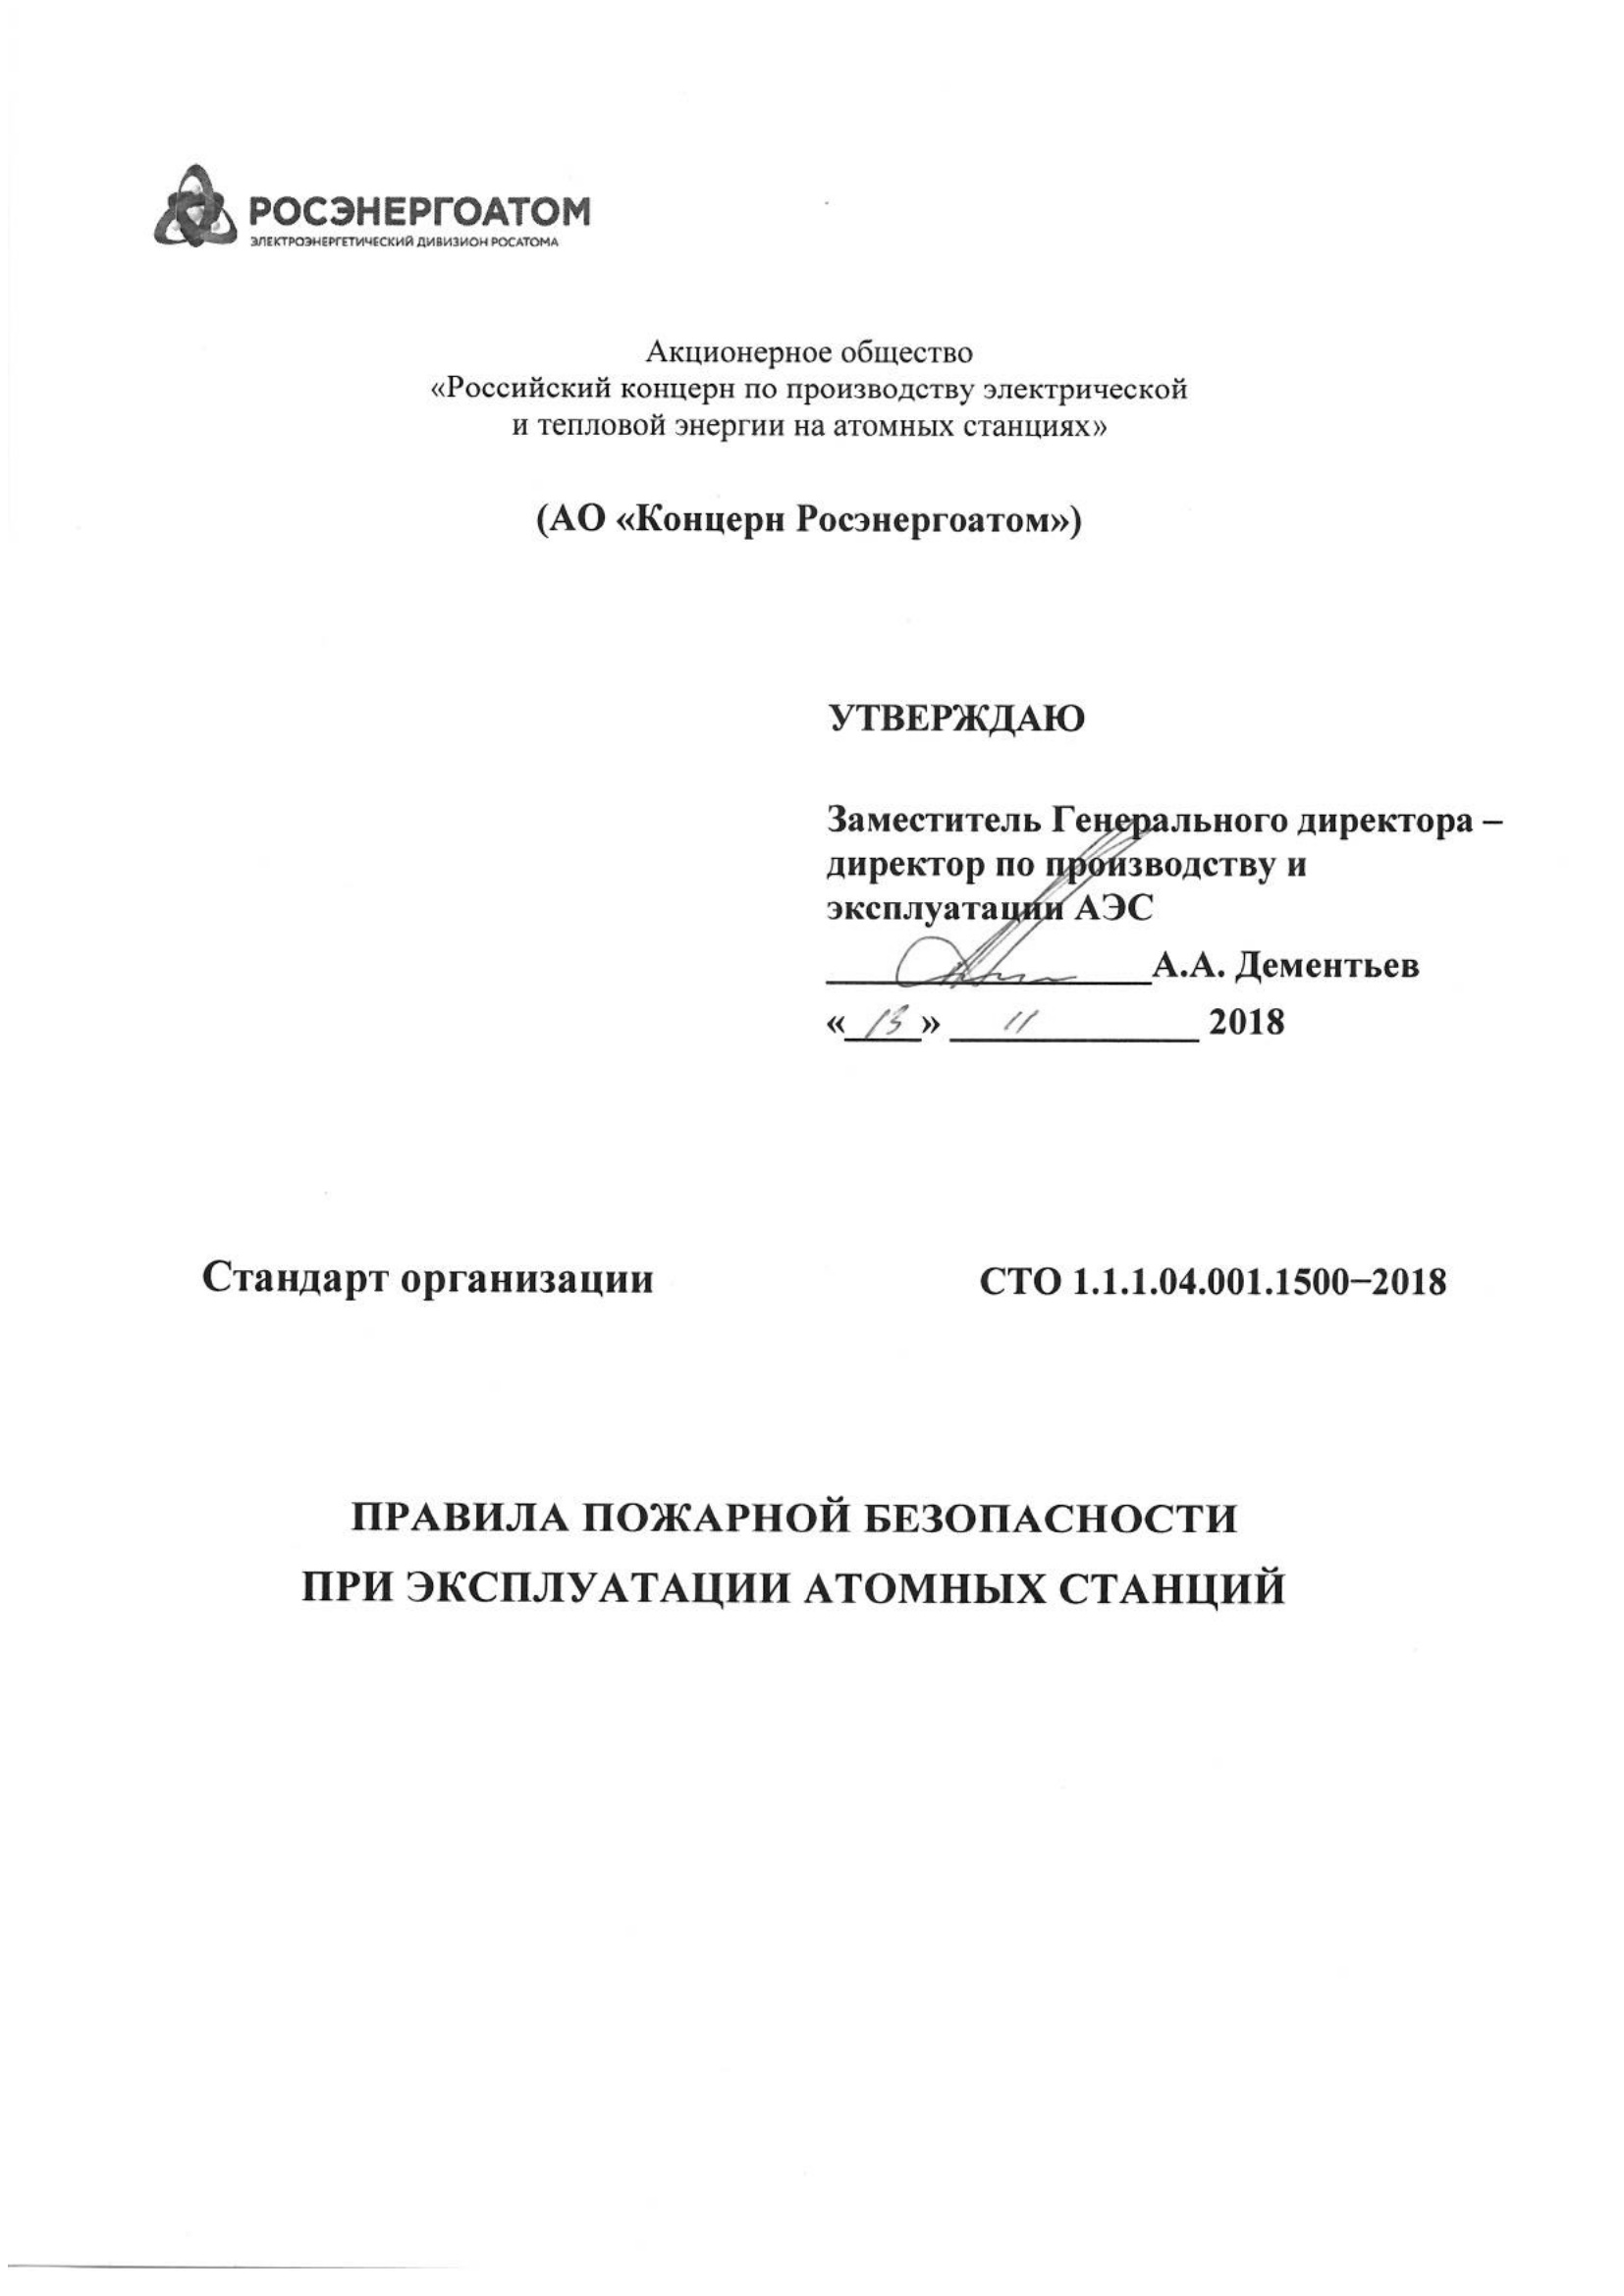 РОСЭНЕРГОАТОМ
ЭЛЕКТРОЭНЕРГЕТИЧЕСКИЙ ДИВИЗИОН РОСАТОМА
Акционерное общество
«Российский концерн по производству электрической
и тепловой энергии на атомных станциях»
(АО «Концерн Росэнергоатом»)
УТВЕРЖДАЮ
Заместитель Генерального директора –
директор по производству и
эксплуатации АЭС
А.А. Дементьев
«13» 11 2018
Стандарт организации СТО 1.1.1.04.001.1500–2018
ПРАВИЛА ПОЖАРНОЙ БЕЗОПАСНОСТИ
ПРИ ЭКСПЛУАТАЦИИ АТОМНЫХ СТАНЦИЙ